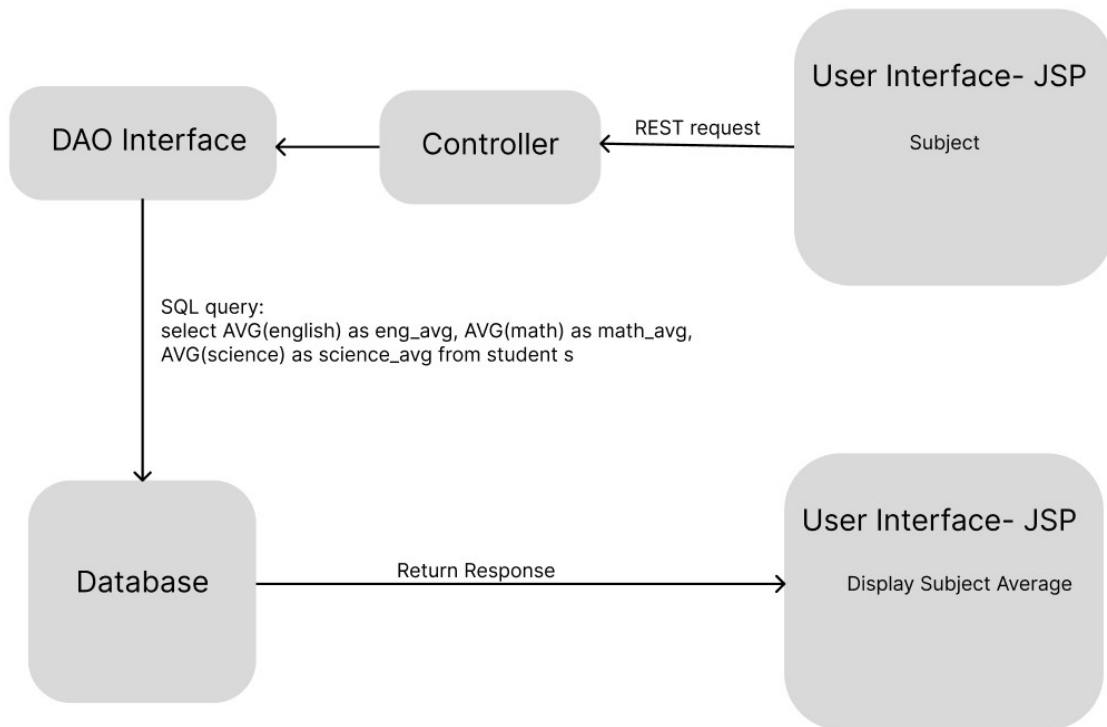 User Interface- JSP
Subject
REST request
Controller
DAO Interface
SQL query:
select AVG(english) as eng_avg, AVG(math) as math_avg,
AVG(science) as science_avg from student s
Database
Return Response
User Interface- JSP
Display Subject Average